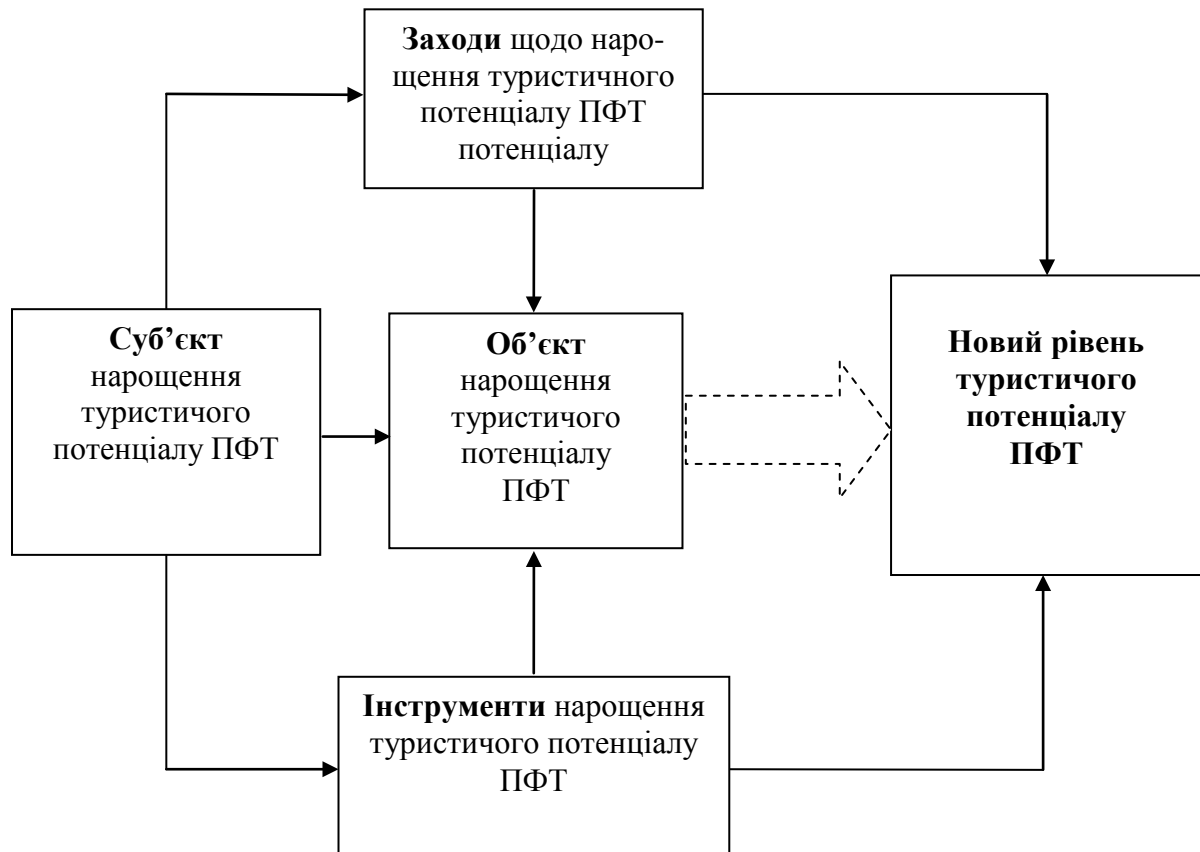 Заходи щодо наро-
щення туристичного
потенціалу ПФТ
потенціалу
Суб’єкт
нарощення
туристичого
потенціалу ПФТ
Об’єкт
нарощення
туристичого
потенціалу
ПФТ
Новий рівень
туристичого
потенціалу
ПФТ
Інструменти нарощення
туристичого потенціалу
ПФТ